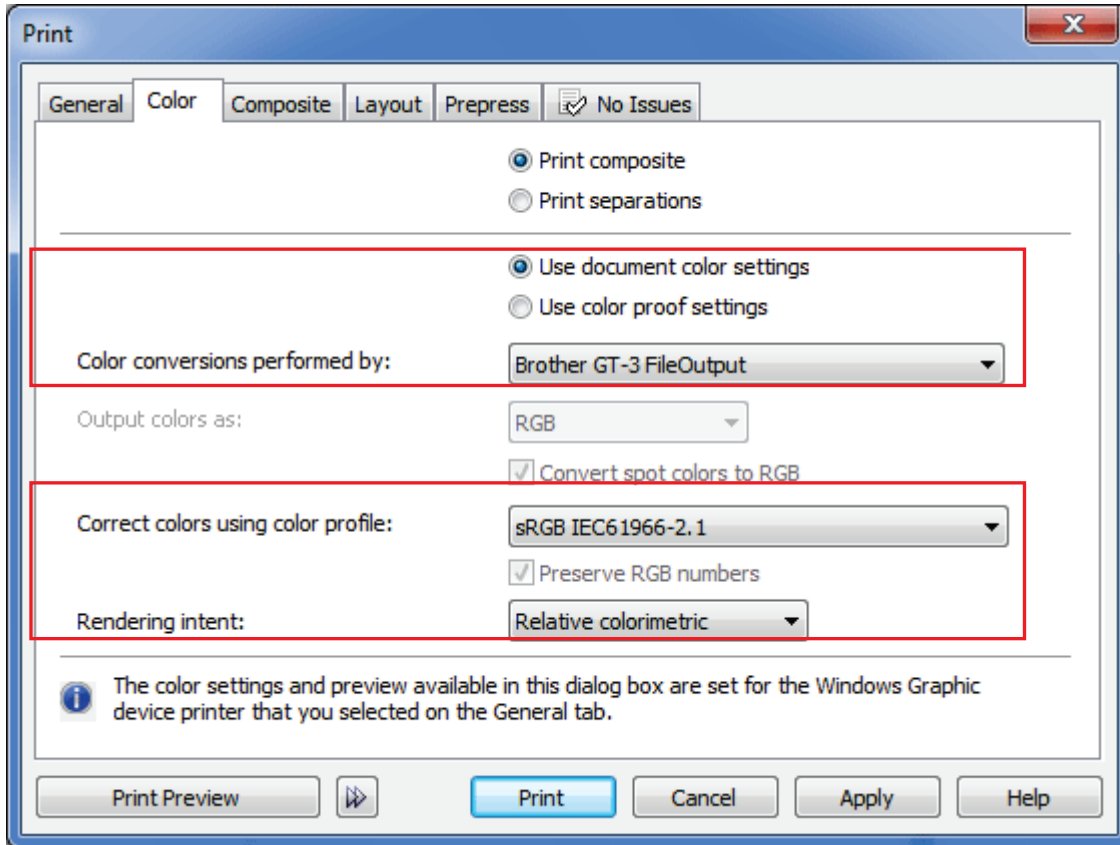 Print
General Color Composite Layout Prepress No Issues
Print composite
Print separations
Use document color settings
Use color proof settings
Color conversions performed by: Brother GT-3 FileOutput
Output colors as: RGB
Convert spot colors to RGB
Correct colors using color profile: sRGB IEC61966-2.1
Preserve RGB numbers
Rendering intent: Relative colorimetric
The color settings and preview available in this dialog box are set for the Windows Graphic
device printer that you selected on the General tab.
Print Preview Print Cancel Apply Help